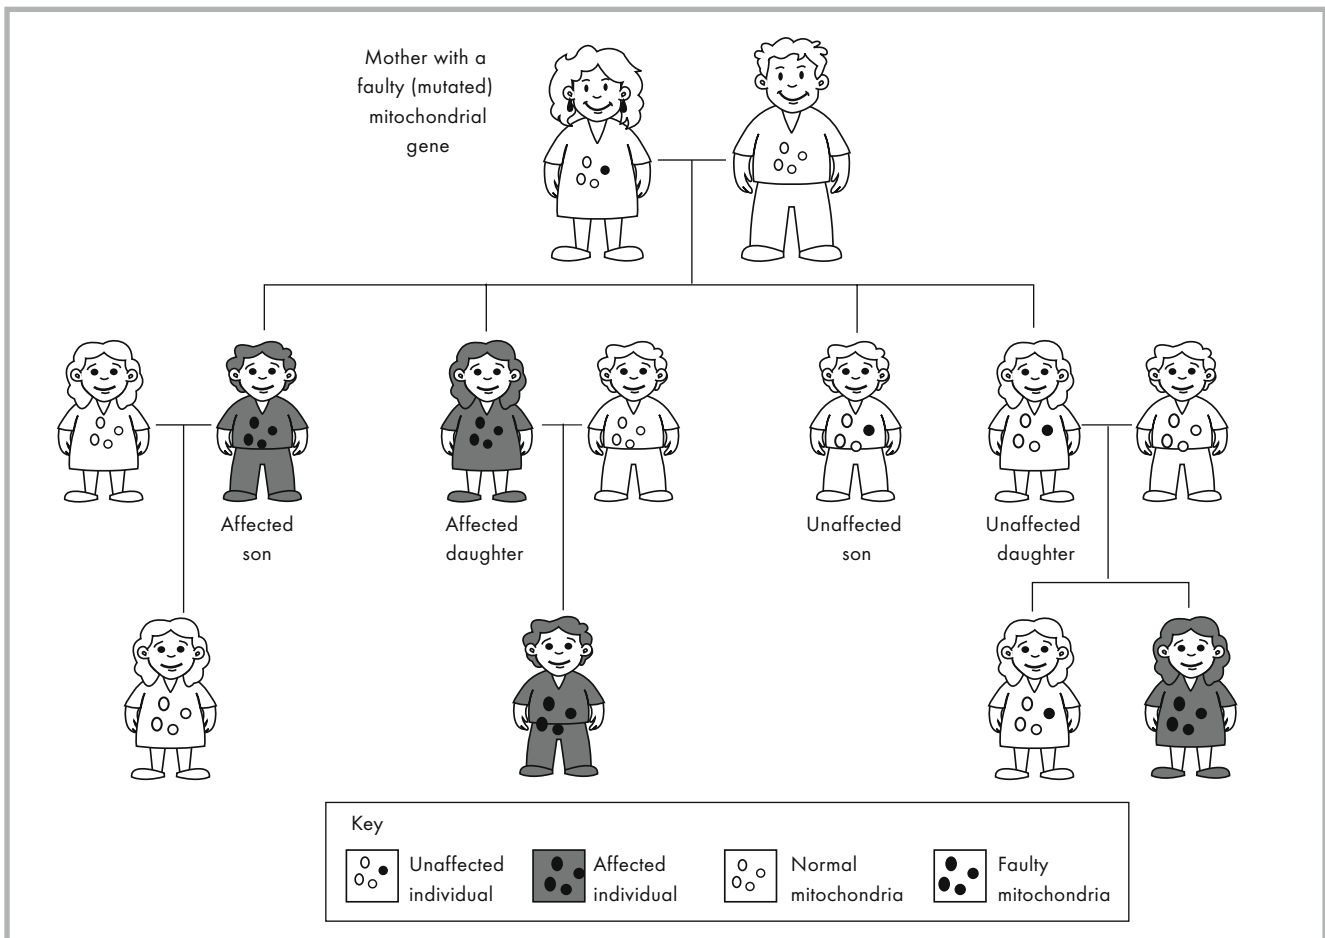 Mother with a
faulty (mutated)
mitochondrial
gene
Affected
son
Affected
daughter
Unaffected
son
Unaffected
daughter
Key
Unaffected
individual
Affected
individual
Normal
mitochondria
Faulty
mitochondria